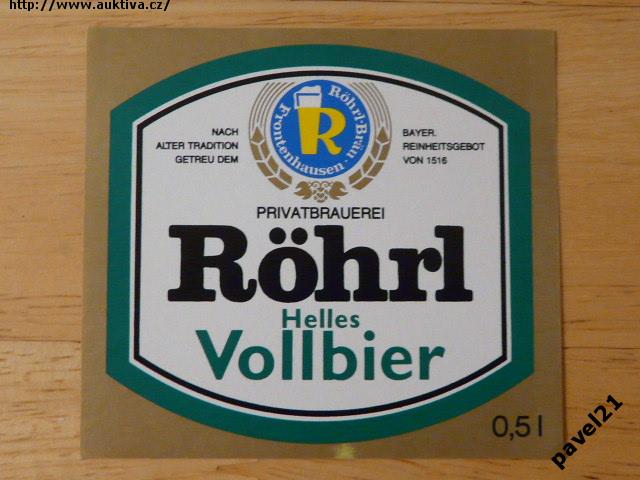 http://www.auktiva.cz/
Röhrl-Bräu
Frontenhausen
R
NACH
ALTER TRADITION
GETREU DEM
BAYER.
REINHEITSGEBOT
VON 1516
PRIVATBRAUEREI
Röhrl
Helles
Vollbier
0,5 l
pavel21